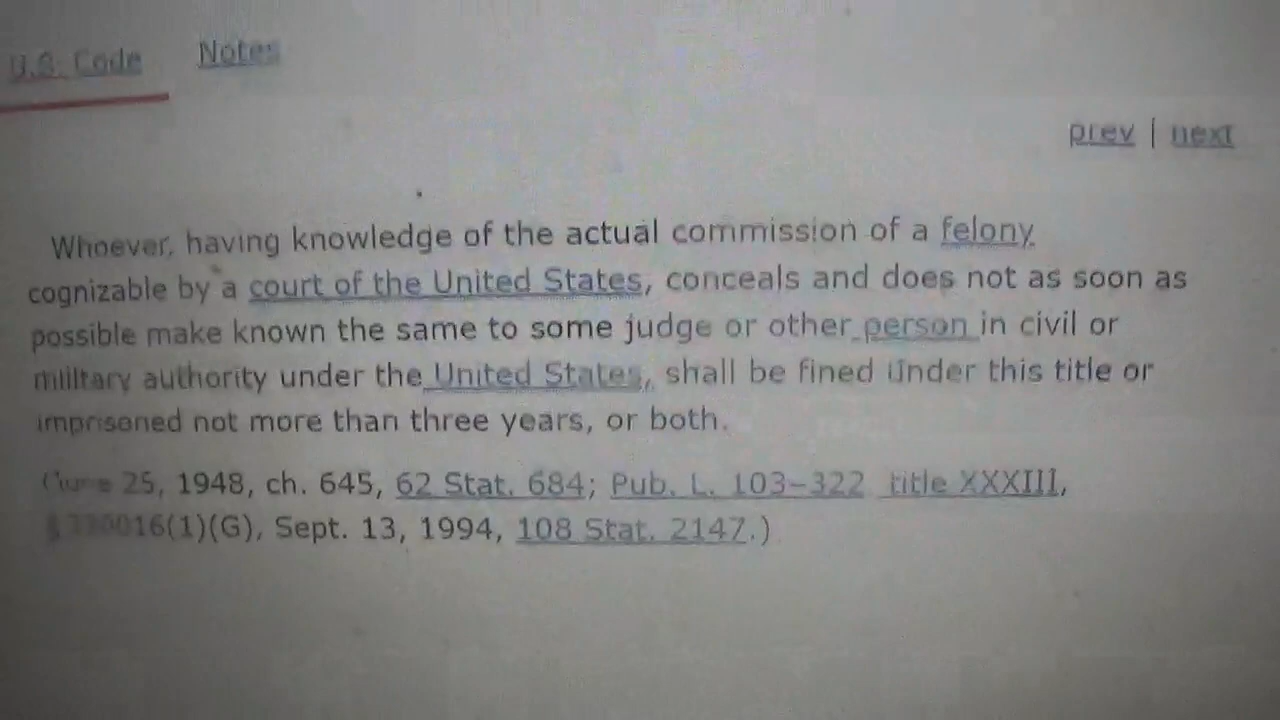 U.S. Code Notes
prev | next
Whoever, having knowledge of the actual commission of a felony
cognizable by a court of the United States, conceals and does not as soon as
possible make known the same to some judge or other person in civil or
military authority under the United States, shall be fined under this title or
imprisoned not more than three years, or both.
(June 25, 1948, ch. 645, 62 Stat. 684; Pub. L. 103–322 title XXXIII,
§ 330016(1)(G), Sept. 13, 1994, 108 Stat. 2147.)